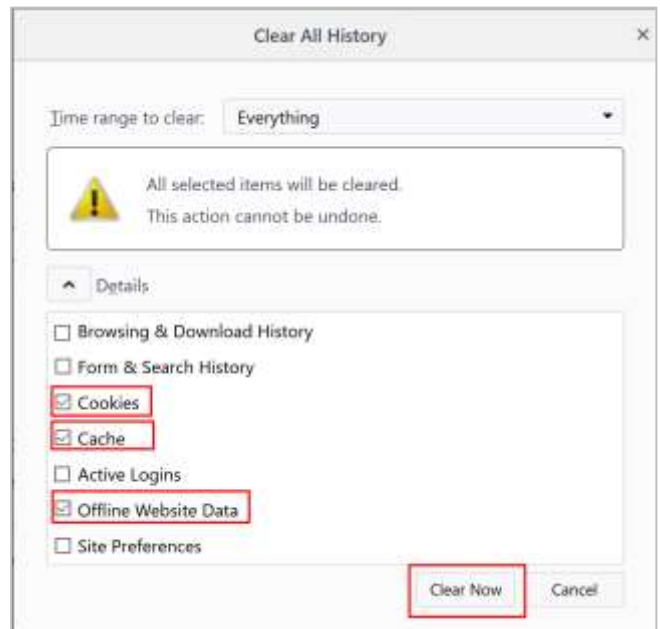 Clear All History
Time range to clear: Everything
All selected items will be cleared.
This action cannot be undone.
Details
Browsing & Download History
Form & Search History
Cookies
Cache
Active Logins
Offline Website Data
Site Preferences
Clear Now Cancel